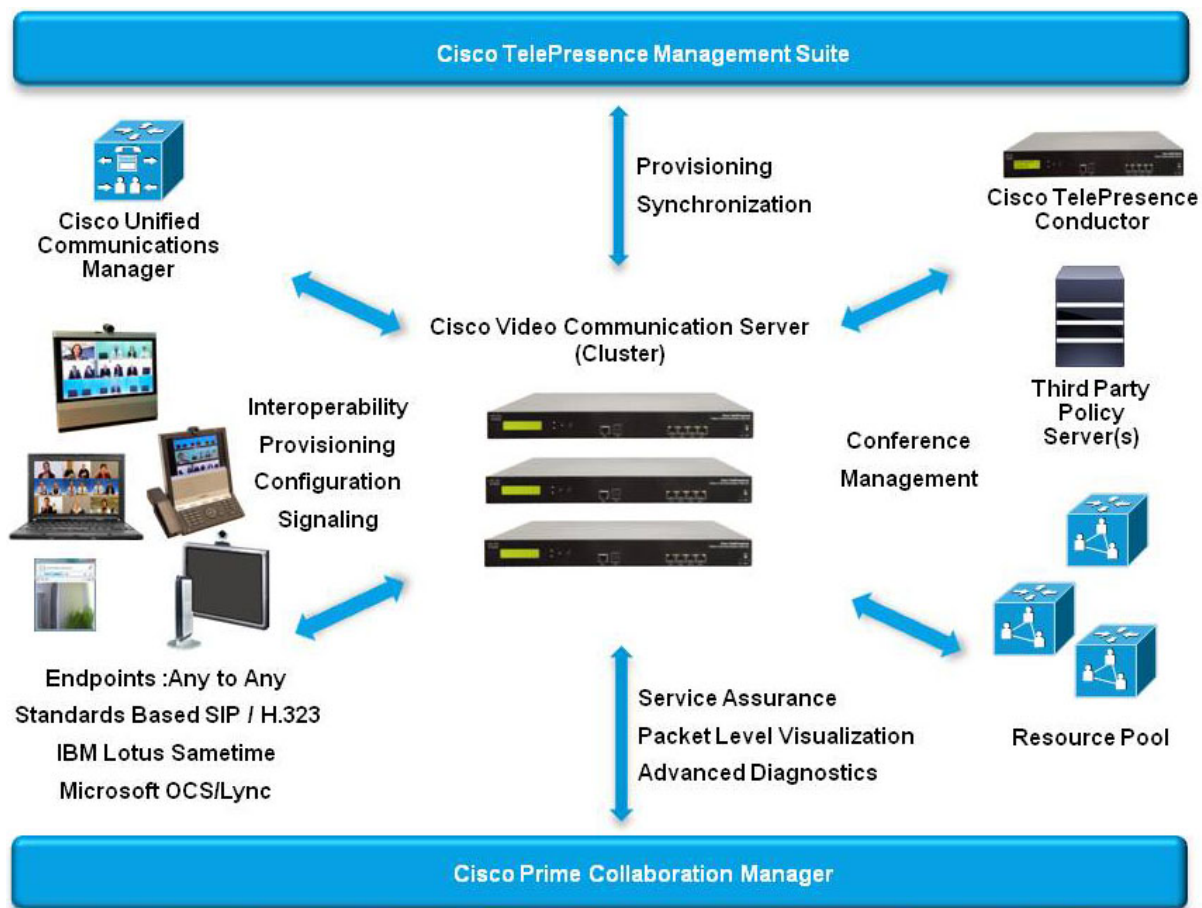 Cisco TelePresence Management Suite
Provisioning
Synchronization
Cisco Unified
Communications
Manager
Cisco TelePresence
Conductor
Cisco Video Communication Server
(Cluster)
Third Party
Policy
Server(s)
Interoperability
Provisioning
Configuration
Signaling
Conference
Management
Endpoints :Any to Any
Standards Based SIP / H.323
IBM Lotus Sametime
Microsoft OCS/Lync
Service Assurance
Packet Level Visualization
Advanced Diagnostics
Resource Pool
Cisco Prime Collaboration Manager